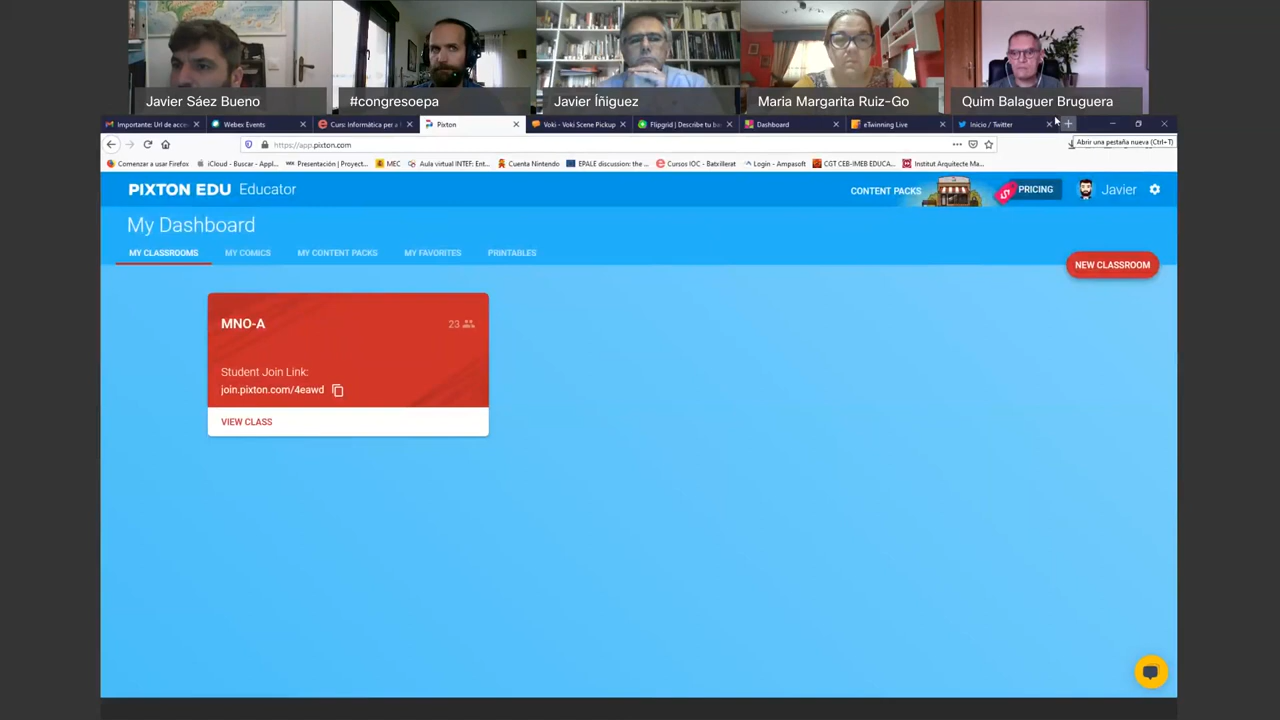 Javier Sáez Bueno
#congresoepa
Javier Íñiguez
Maria Margarita Ruiz-Go
Quim Balaguer Bruguera
Importante: Url de acce
Webex Events
Curs: Informàtica per a
Pixton
Voki - Voki Scene Pickup
Flipgrid | Describe tu b
Dashboard
eTwinning Live
Inicio / Twitter
https://app.pixton.com
Abrir una pestaña nueva (Ctrl+T)
Comenzar a usar Firefox
iCloud - Buscar - Appl...
Presentación | Proyect...
MEC
Aula virtual INTEF: Ent...
Cuenta Nintendo
EPALE discussion: the ...
Cursos IOC - Batxillerat
Login - Ampasoft
CGT CEB-IMEB EDUCA...
Institut Arquitecte Ma...
PIXTON EDU Educator
CONTENT PACKS
PRICING
Javier
My Dashboard
MY CLASSROOMS
MY COMICS
MY CONTENT PACKS
MY FAVORITES
PRINTABLES
NEW CLASSROOM
MNO-A
23
Student Join Link:
join.pixton.com/4eawd
VIEW CLASS